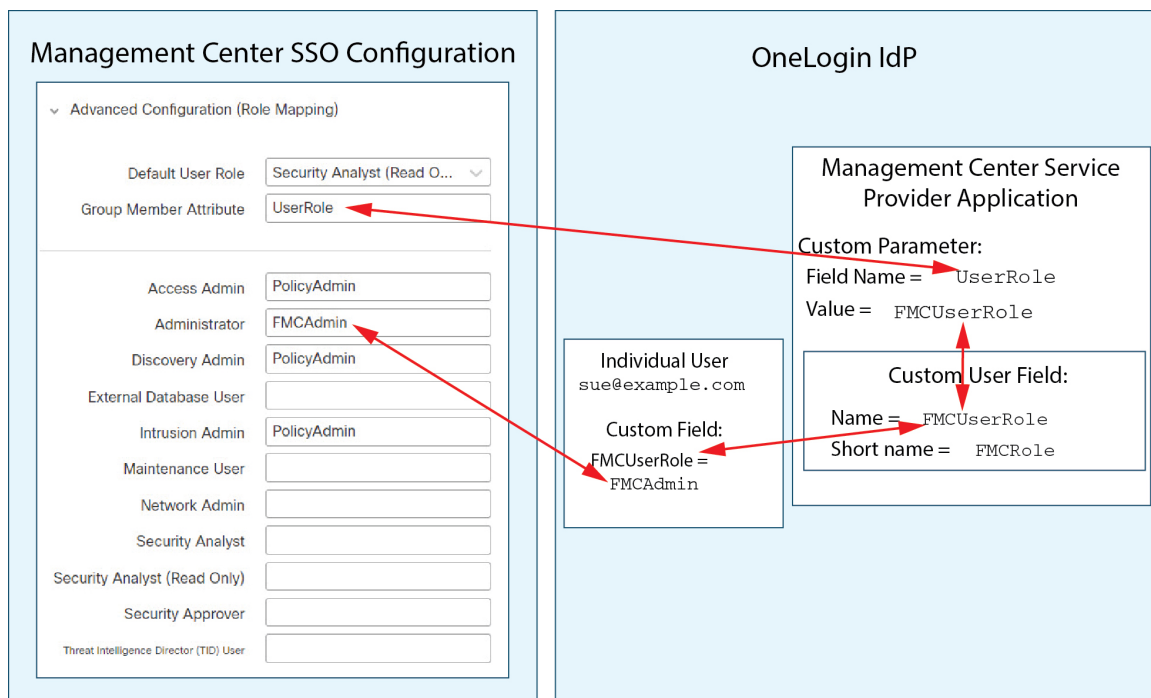 Management Center SSO Configuration
Advanced Configuration (Role Mapping)
Default User Role Security Analyst (Read O...
Group Member Attribute UserRole
Access Admin PolicyAdmin
Administrator FMCAdmin
Discovery Admin PolicyAdmin
External Database User
Intrusion Admin PolicyAdmin
Maintenance User
Network Admin
Security Analyst
Security Analyst (Read Only)
Security Approver
Threat Intelligence Director (TID) User
OneLogin IdP
Individual User
sue@example.com
Custom Field:
FMCUserRole =
FMCAdmin
Management Center Service
Provider Application
Custom Parameter:
Field Name = UserRole
Value = FMCUserRole
Custom User Field:
Name = FMCUserRole
Short name = FMCRole